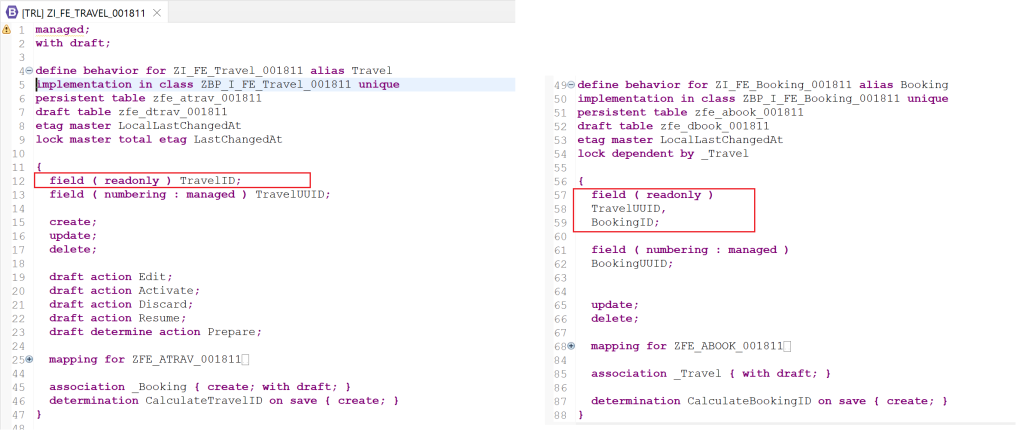 [TRL] ZI_FE_TRAVEL_001811
1 managed;
2 with draft;
3
4 define behavior for ZI_FE_Travel_001811 alias Travel
5 implementation in class ZBP_I_FE_Travel_001811 unique
6 persistent table zfe_atrav_001811
7 draft table zfe_dtrav_001811
8 etag master LocalLastChangedAt
9 lock master total etag LastChangedAt
10
11 {
12 field ( readonly ) TravelID;
13 field ( numbering : managed ) TravelUUID;
14
15 create;
16 update;
17 delete;
18
19 draft action Edit;
20 draft action Activate;
21 draft action Discard;
22 draft action Resume;
23 draft determine action Prepare;
24
25 mapping for ZFE_ATRAV_001811
44
45 association _Booking { create; with draft; }
46 determination CalculateTravelID on save { create; }
47 }
48
49 define behavior for ZI_FE_Booking_001811 alias Booking
50 implementation in class ZBP_I_FE_Booking_001811 unique
51 persistent table zfe_abook_001811
52 draft table zfe_dbook_001811
53 etag master LocalLastChangedAt
54 lock dependent by _Travel
55
56 {
57 field ( readonly )
58 TravelUUID,
59 BookingID;
60
61 field ( numbering : managed )
62 BookingUUID;
63
64
65 update;
66 delete;
67
68 mapping for ZFE_ABOOK_001811
84
85 association _Travel { with draft; }
86
87 determination CalculateBookingID on save { create; }
88 }